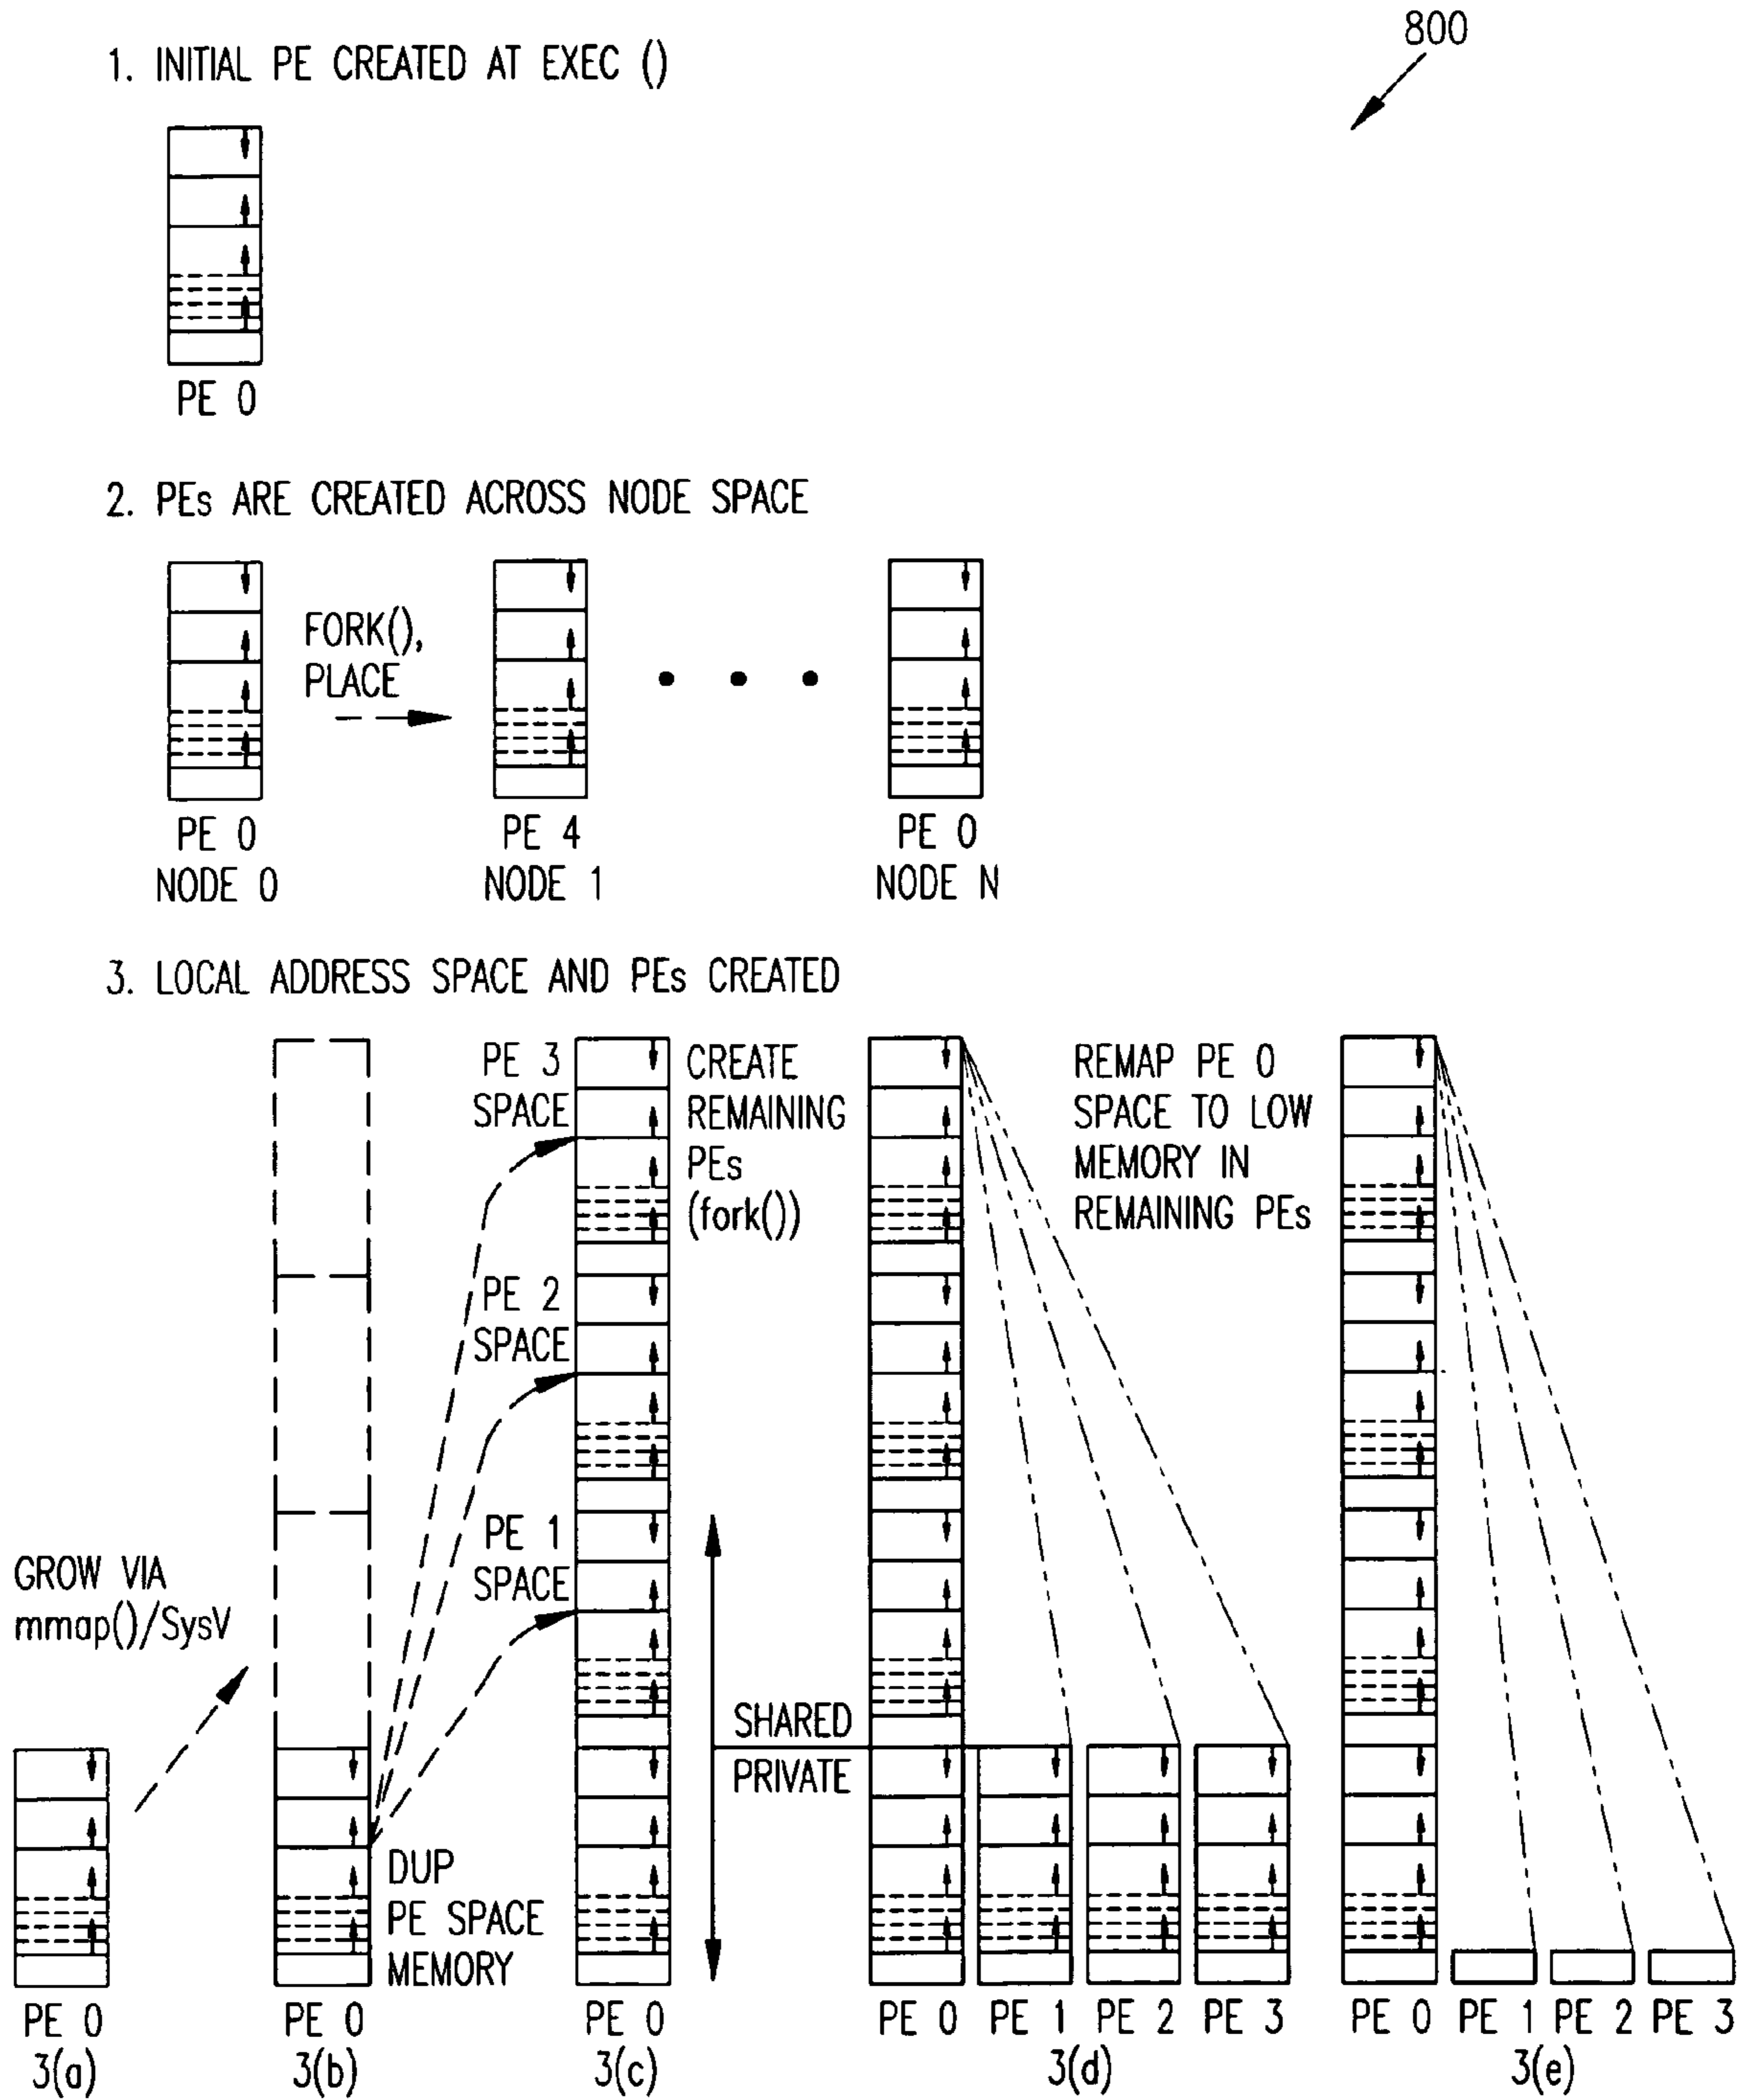 800
1. INITIAL PE CREATED AT EXEC ()
PE 0
2. PEs ARE CREATED ACROSS NODE SPACE
FORK(),
PLACE
PE 0
NODE 0
PE 4
NODE 1
PE 0
NODE N
3. LOCAL ADDRESS SPACE AND PEs CREATED
GROW VIA
mmap()/SysV
PE 0
3(a)
DUP
PE SPACE
MEMORY
PE 0
3(b)
PE 3
SPACE
PE 2
SPACE
PE 1
SPACE
CREATE
REMAINING
PEs
(fork())
SHARED
PRIVATE
PE 0
3(c)
PE 0
PE 1
PE 2
PE 3
3(d)
REMAP PE 0
SPACE TO LOW
MEMORY IN
REMAINING PEs
PE 0
PE 1
PE 2
PE 3
3(e)